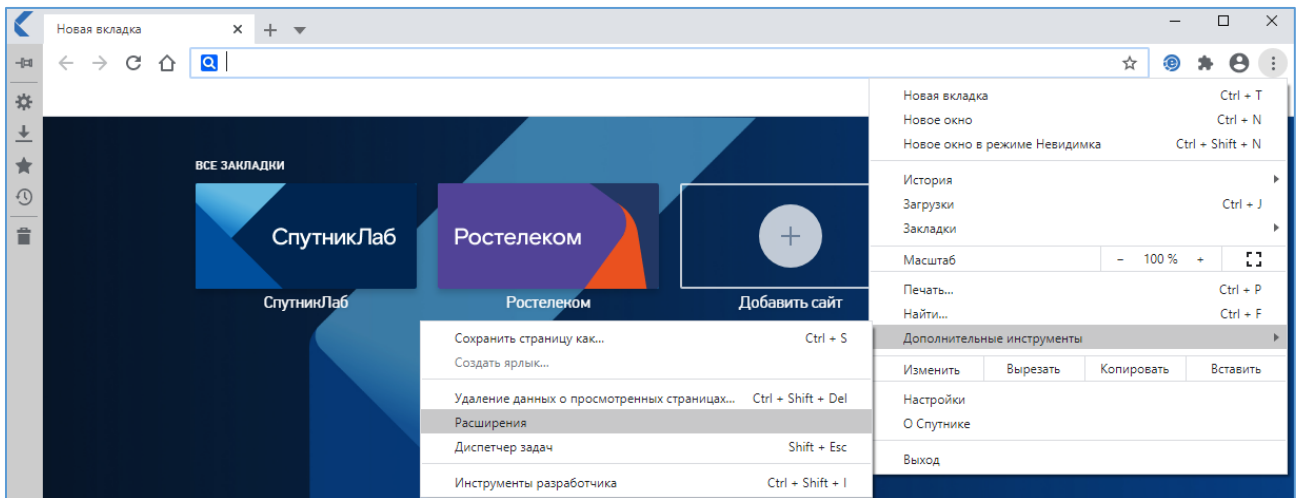 Новая вкладка
Новая вкладка Ctrl + T
Новое окно Ctrl + N
Новое окно в режиме Невидимка Ctrl + Shift + N
История
Загрузки Ctrl + J
Закладки
Масштаб - 100 % +
Печать... Ctrl + P
Найти... Ctrl + F
Дополнительные инструменты
Изменить Вырезать Копировать Вставить
Настройки
О Спутнике
Выход
ВСЕ ЗАКЛАДКИ
СпутникЛаб Ростелеком
СпутникЛаб Ростелеком Добавить сайт
Сохранить страницу как... Ctrl + S
Создать ярлык...
Удаление данных о просмотренных страницах... Ctrl + Shift + Del
Расширения
Диспетчер задач Shift + Esc
Инструменты разработчика Ctrl + Shift + I